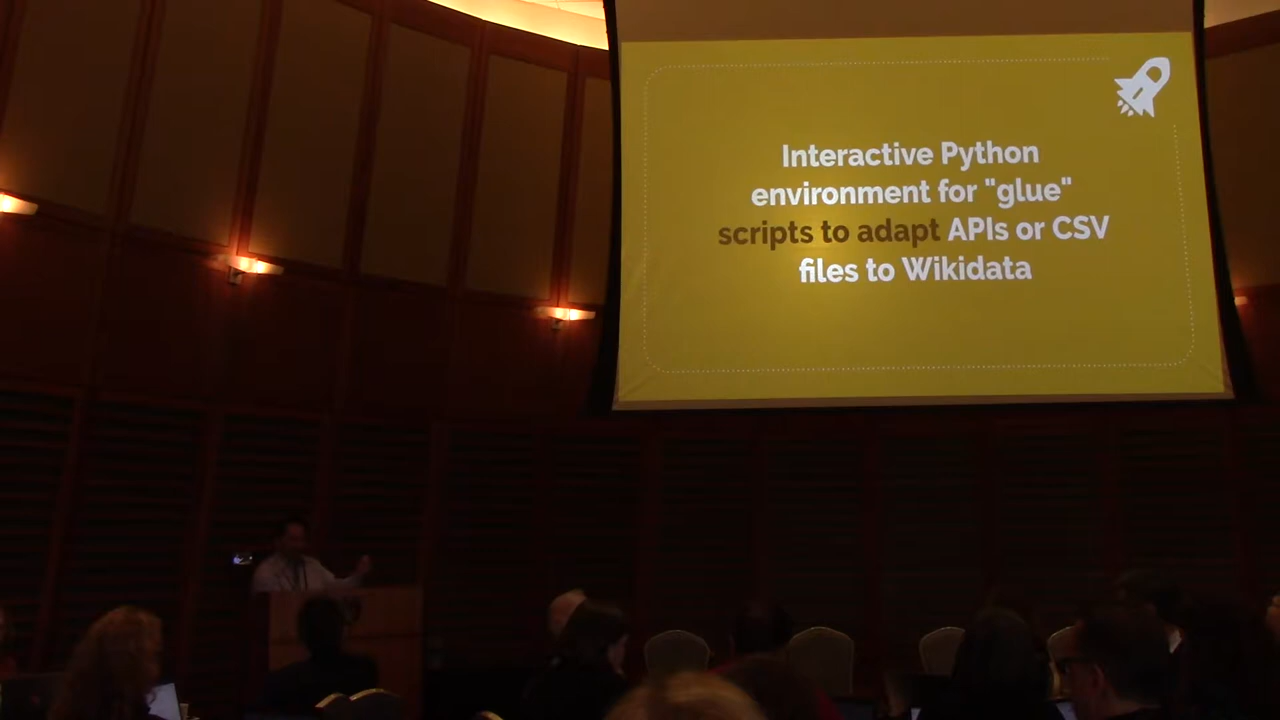 Interactive Python
environment for "glue"
scripts to adapt APIs or CSV
files to Wikidata